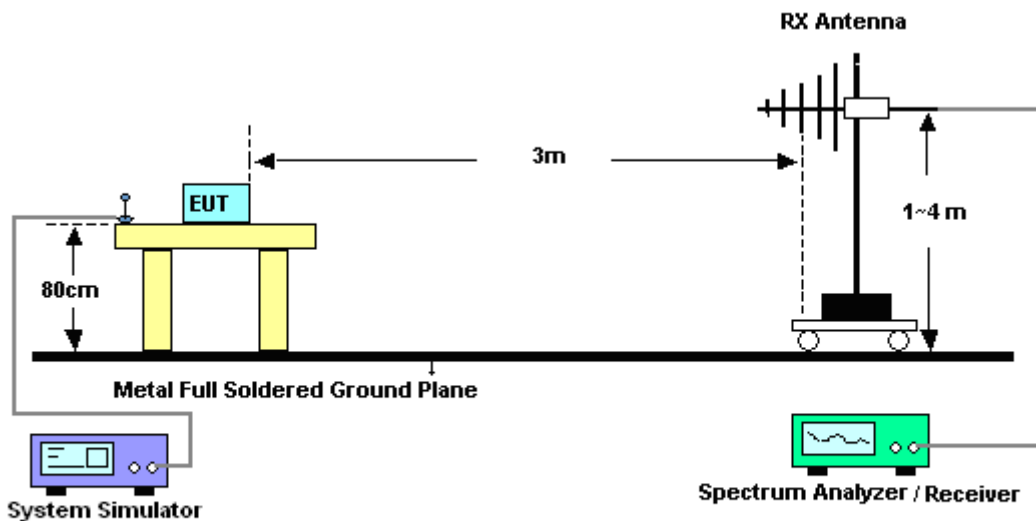 RX Antenna
3m
EUT
1~4 m
80cm
Metal Full Soldered Ground Plane
System Simulator
Spectrum Analyzer / Receiver